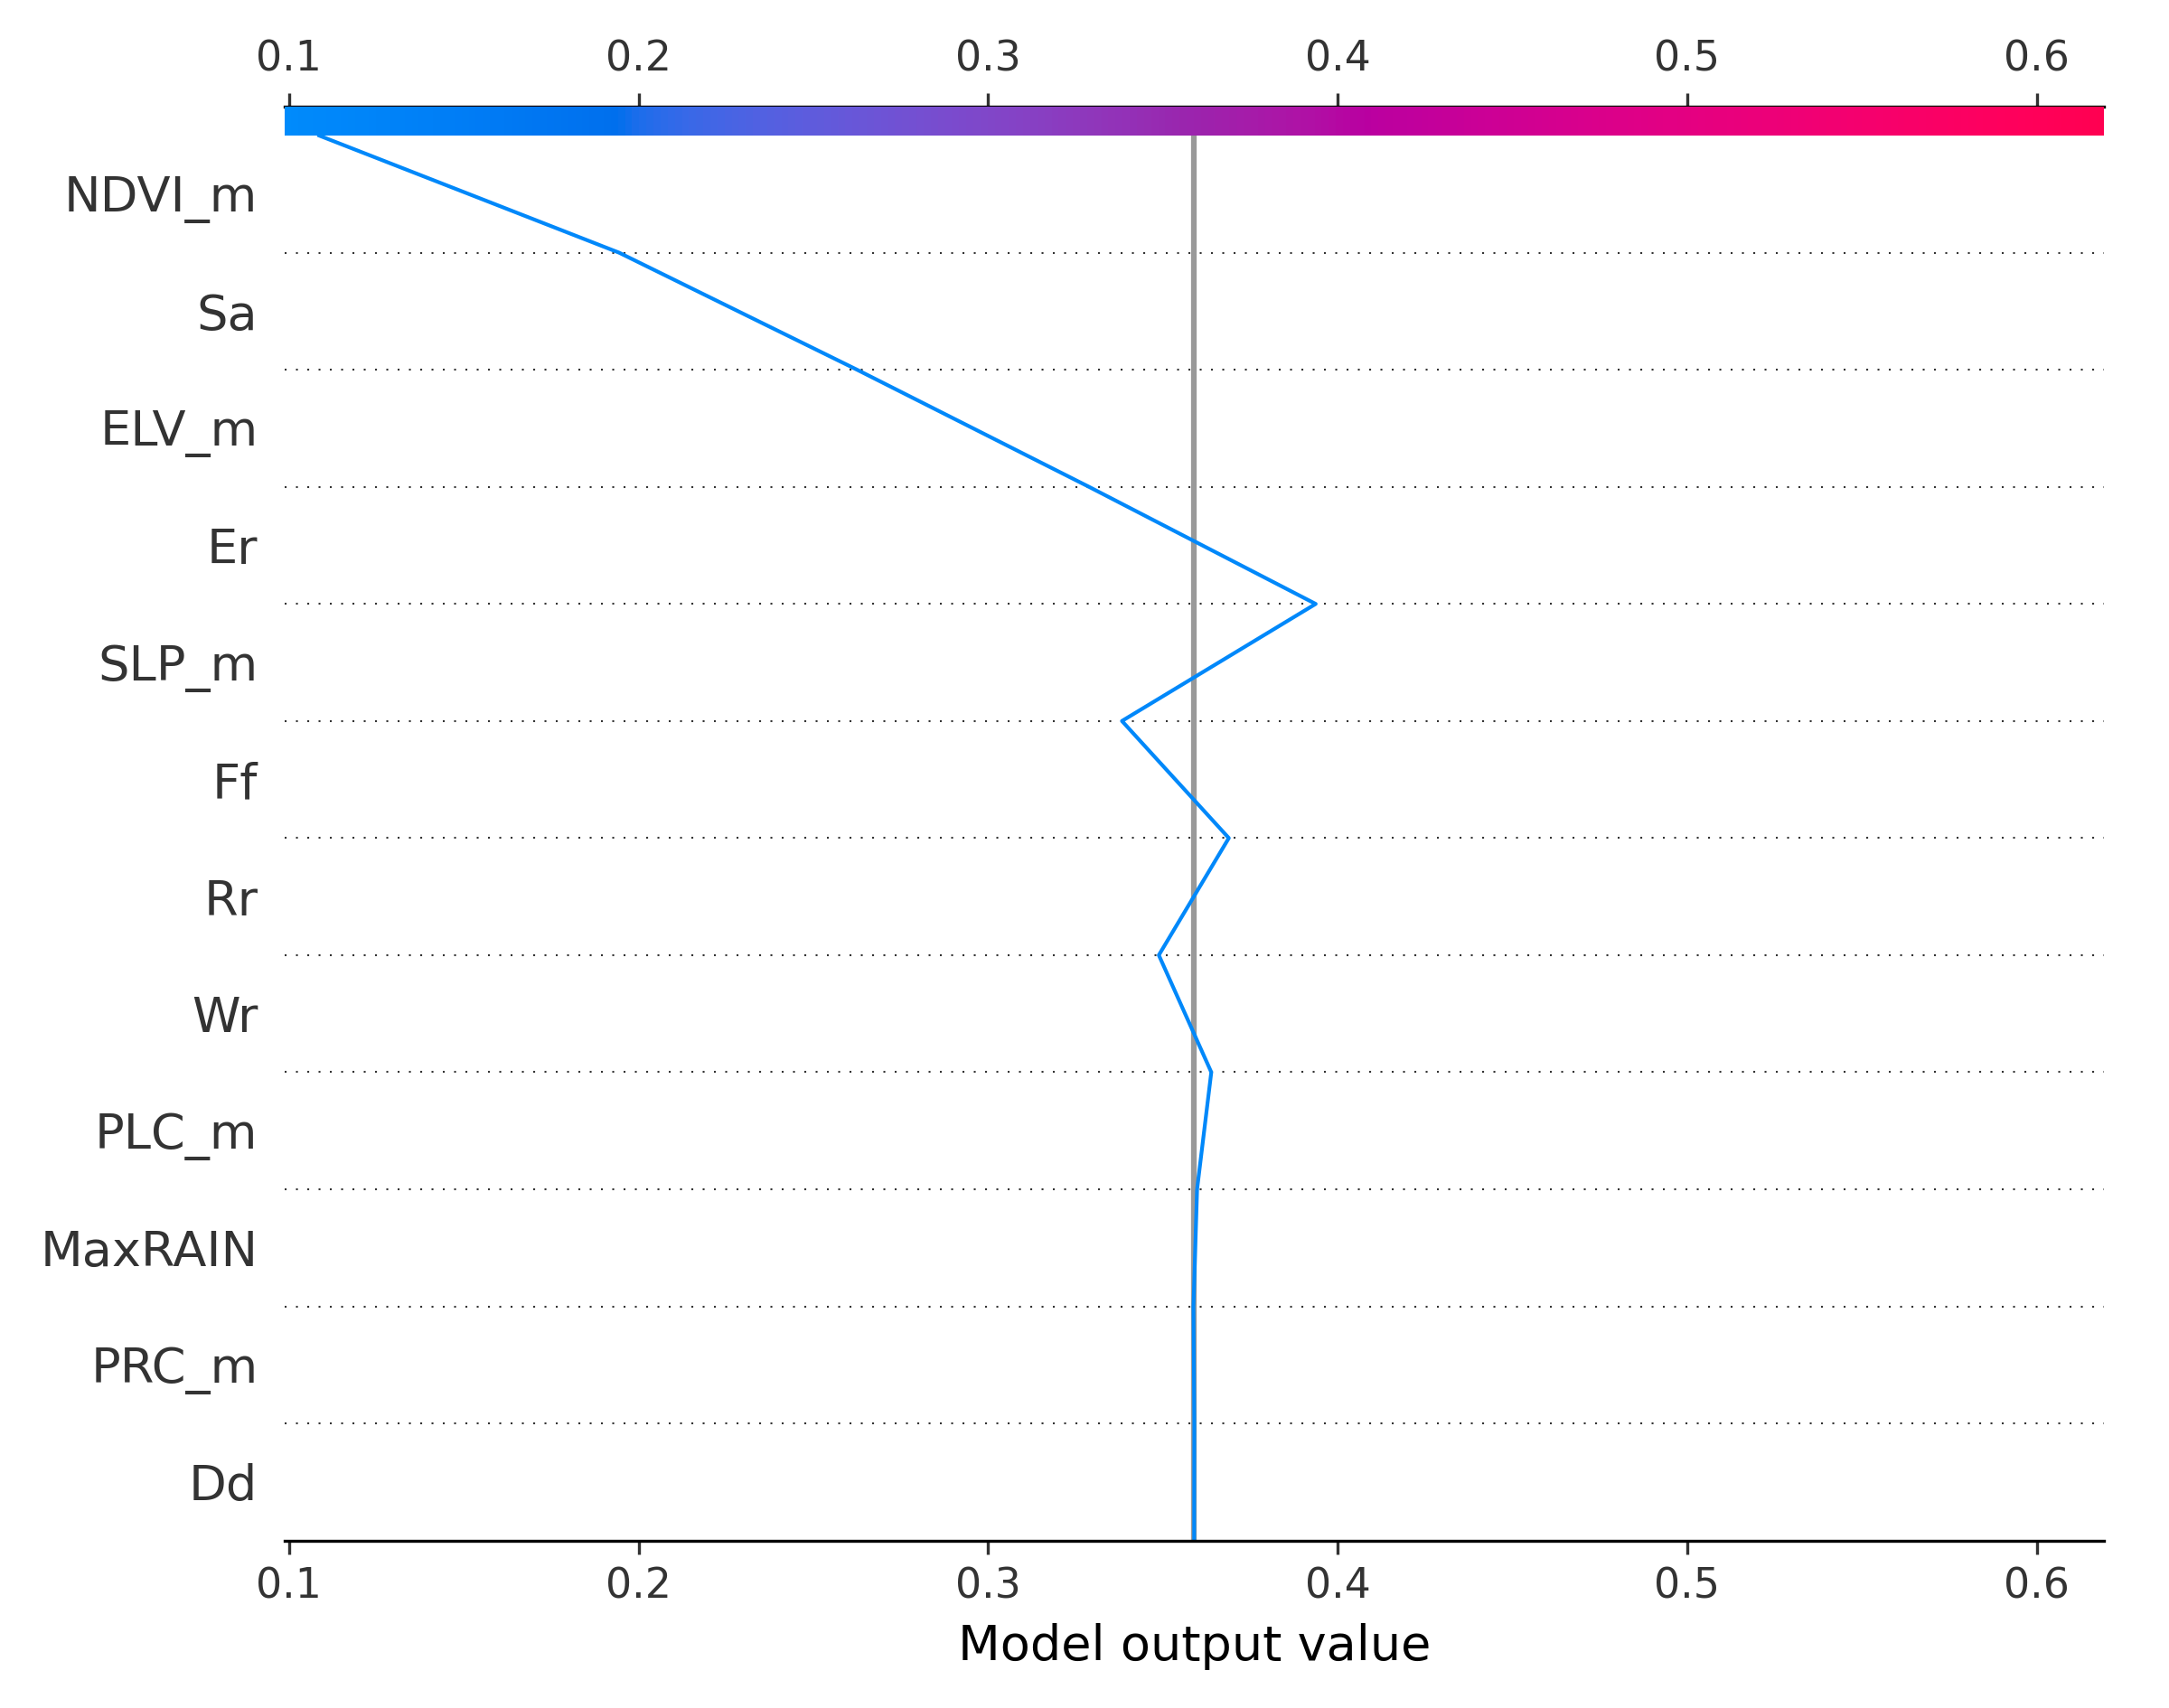 0.1 0.2 0.3 0.4 0.5 0.6
NDVI_m
Sa
ELV_m
Er
SLP_m
Ff
Rr
Wr
PLC_m
MaxRAIN
PRC_m
Dd
0.1 0.2 0.3 0.4 0.5 0.6
Model output value